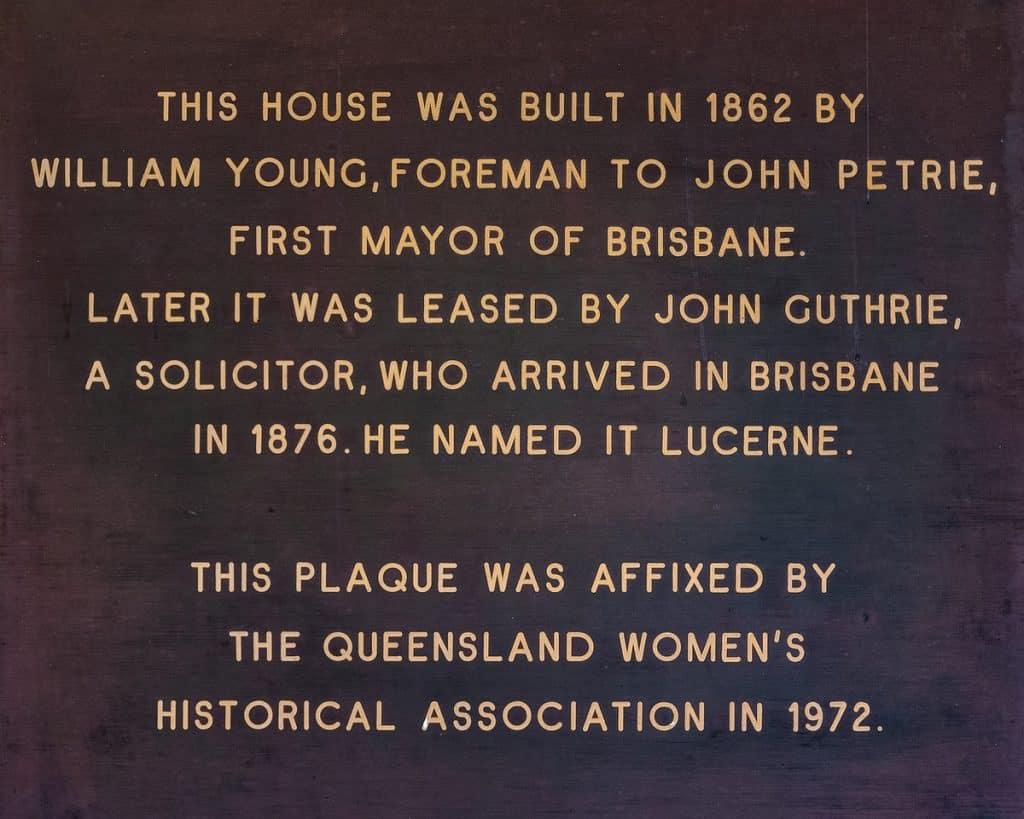 THIS HOUSE WAS BUILT IN 1862 BY
WILLIAM YOUNG, FOREMAN TO JOHN PETRIE,
FIRST MAYOR OF BRISBANE.
LATER IT WAS LEASED BY JOHN GUTHRIE,
A SOLICITOR, WHO ARRIVED IN BRISBANE
IN 1876. HE NAMED IT LUCERNE.
THIS PLAQUE WAS AFFIXED BY
THE QUEENSLAND WOMEN'S
HISTORICAL ASSOCIATION IN 1972.